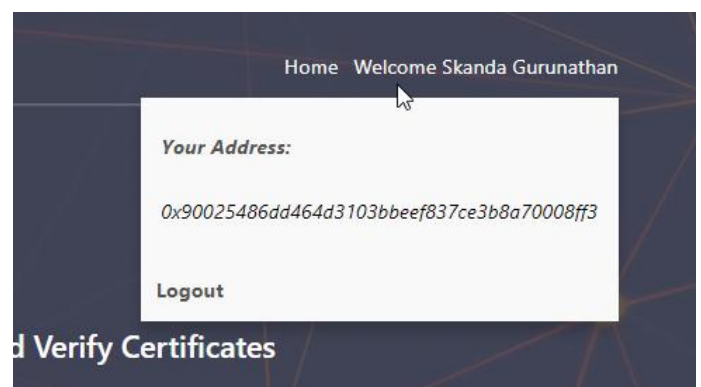 Home Welcome Skanda Gurunathan
Your Address:
0x90025486dd464d3103bbeef837ce3b8a70008ff3
Logout
d Verify Certificates